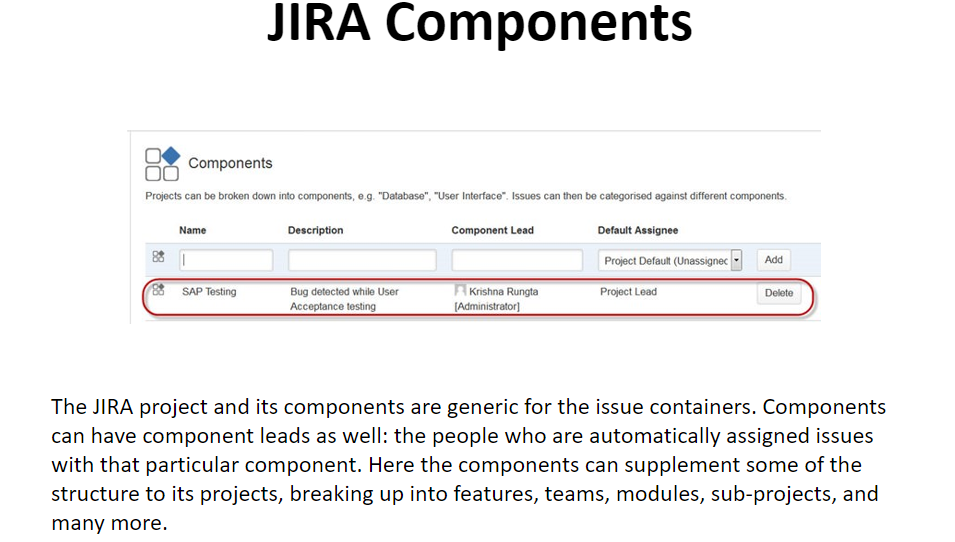 JIRA Components
Components
Projects can be broken down into components, e.g. "Database", "User Interface". Issues can then be categorised against different components.
Name Description Component Lead Default Assignee
Project Default (Unassignec Add
SAP Testing Bug detected while User Krishna Rungta Project Lead Delete
Acceptance testing [Administrator]
The JIRA project and its components are generic for the issue containers. Components
can have component leads as well: the people who are automatically assigned issues
with that particular component. Here the components can supplement some of the
structure to its projects, breaking up into features, teams, modules, sub-projects, and
many more.